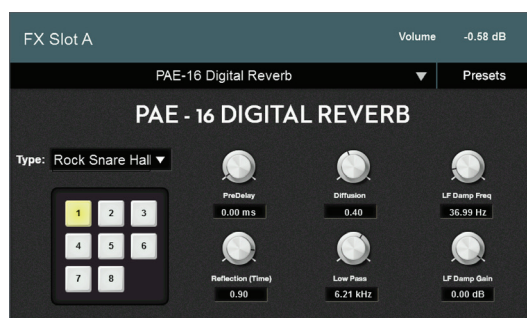 FX Slot A
Volume -0.58 dB
PAE-16 Digital Reverb
Presets
PAE - 16 DIGITAL REVERB
Type: Rock Snare Hall
1 2 3
4 5 6
7 8
PreDelay
0.00 ms
Diffusion
0.40
LF Damp Freq
36.99 Hz
Reflection (Time)
0.90
Low Pass
6.21 kHz
LF Damp Gain
0.00 dB